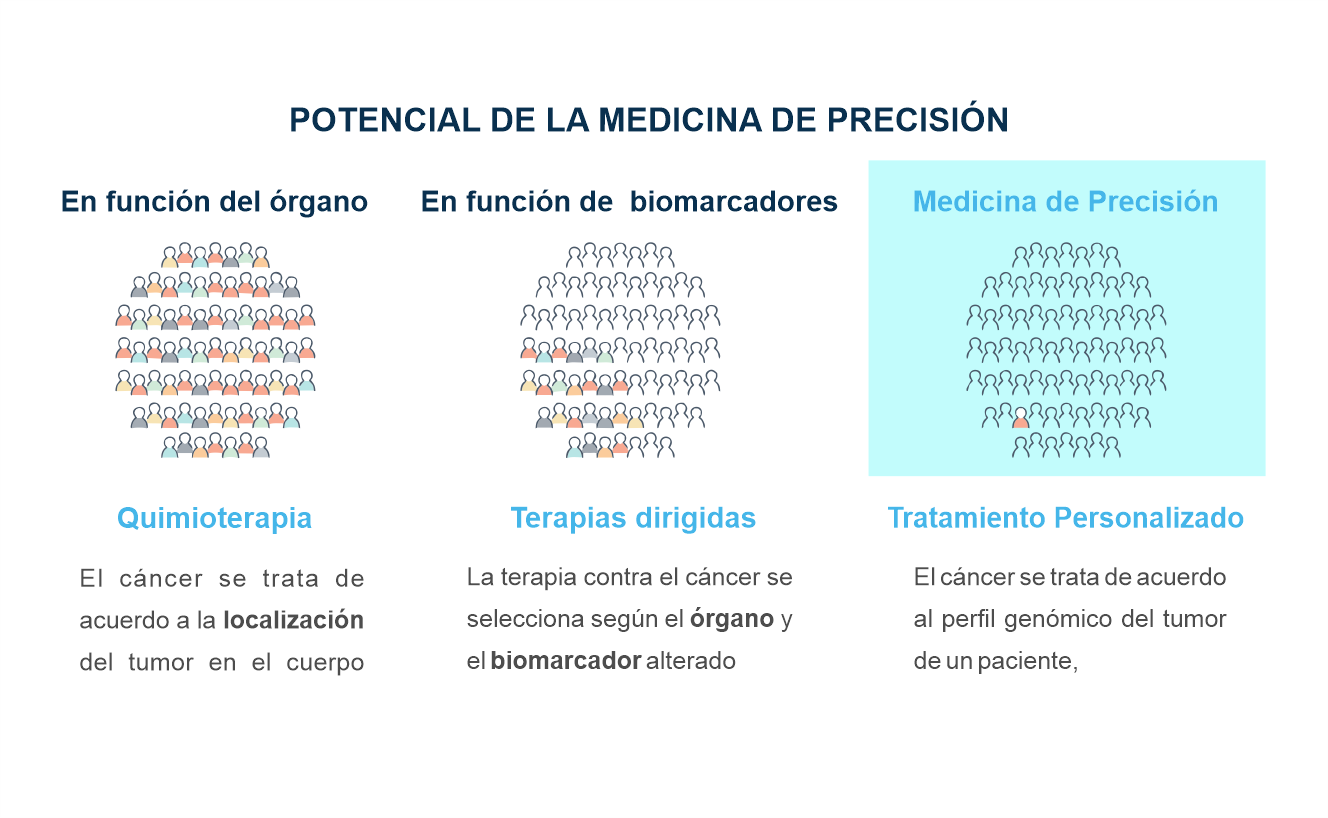 POTENCIAL DE LA MEDICINA DE PRECISIÓN
En función del órgano
En función de biomarcadores
Medicina de Precisión
Quimioterapia
El cáncer se trata de
acuerdo a la localización
del tumor en el cuerpo
Terapias dirigidas
La terapia contra el cáncer se
selecciona según el órgano y
el biomarcador alterado
Tratamiento Personalizado
El cáncer se trata de acuerdo
al perfil genómico del tumor
de un paciente,